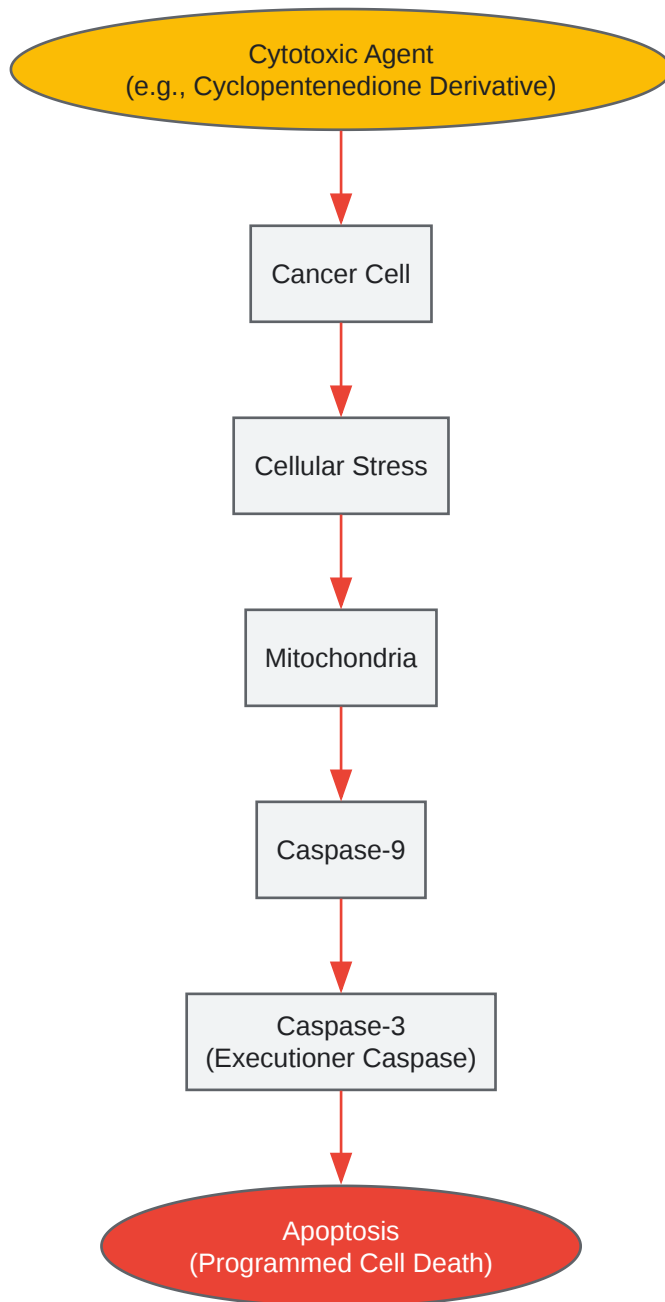 Cytotoxic Agent
(e.g., Cyclopentenedione Derivative)
Cancer Cell
Cellular Stress
Mitochondria
Caspase-9
Caspase-3
(Executioner Caspase)
Apoptosis
(Programmed Cell Death)